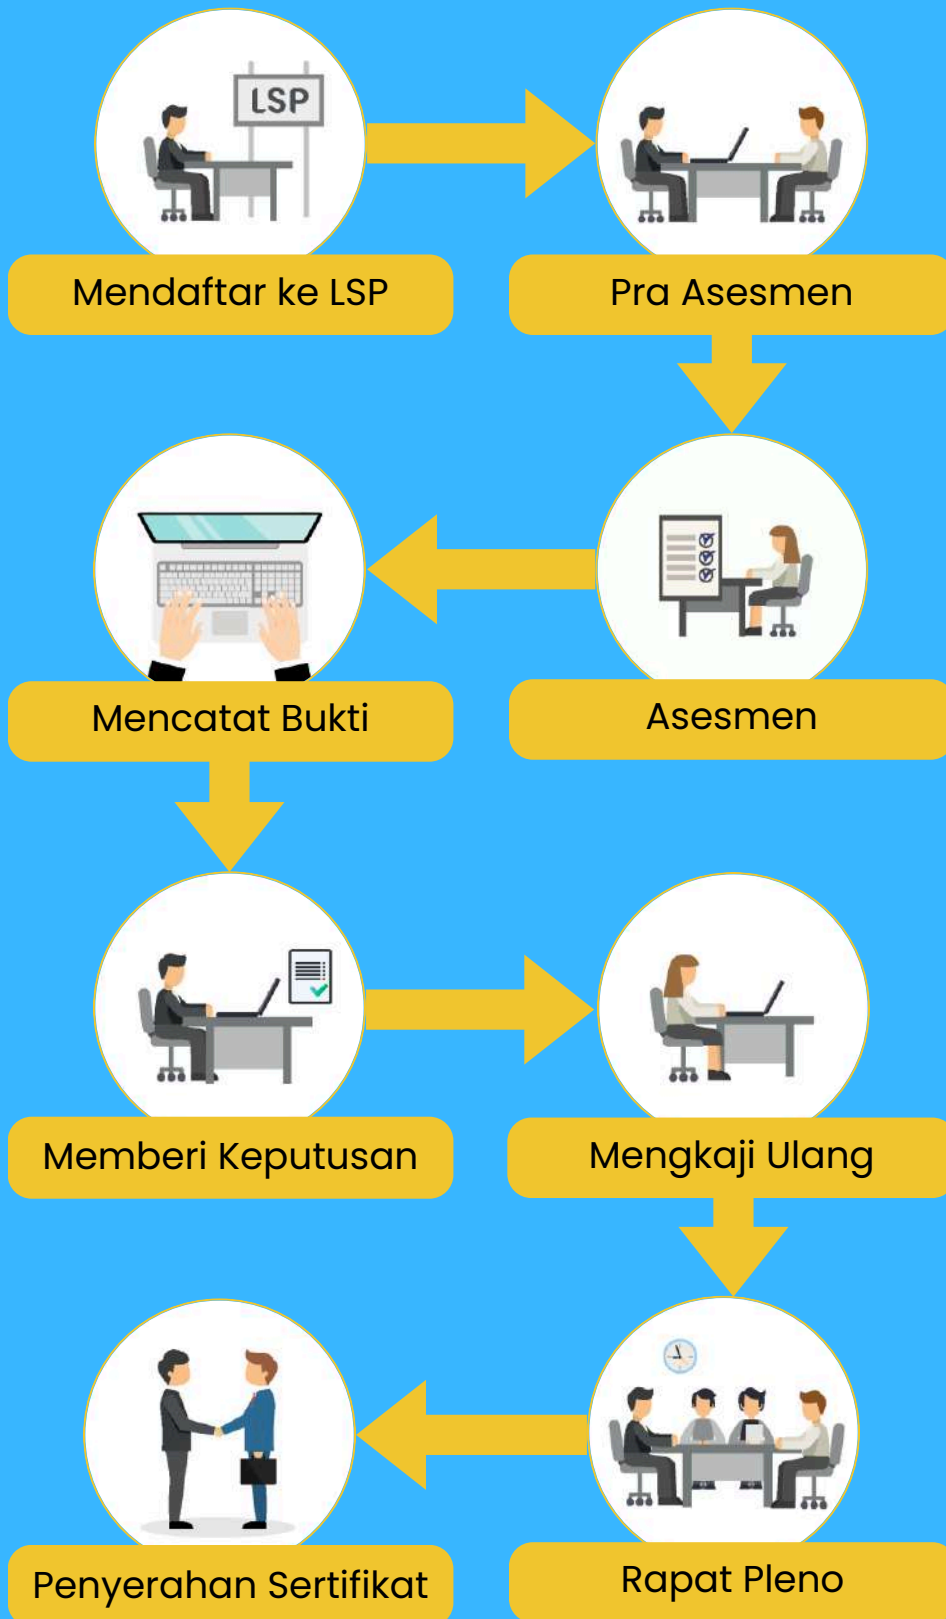 LSP
Mendaftar ke LSP
Pra Asesmen
Asesmen
Mencatat Bukti
Memberi Keputusan
Mengkaji Ulang
Rapat Pleno
Penyerahan Sertifikat